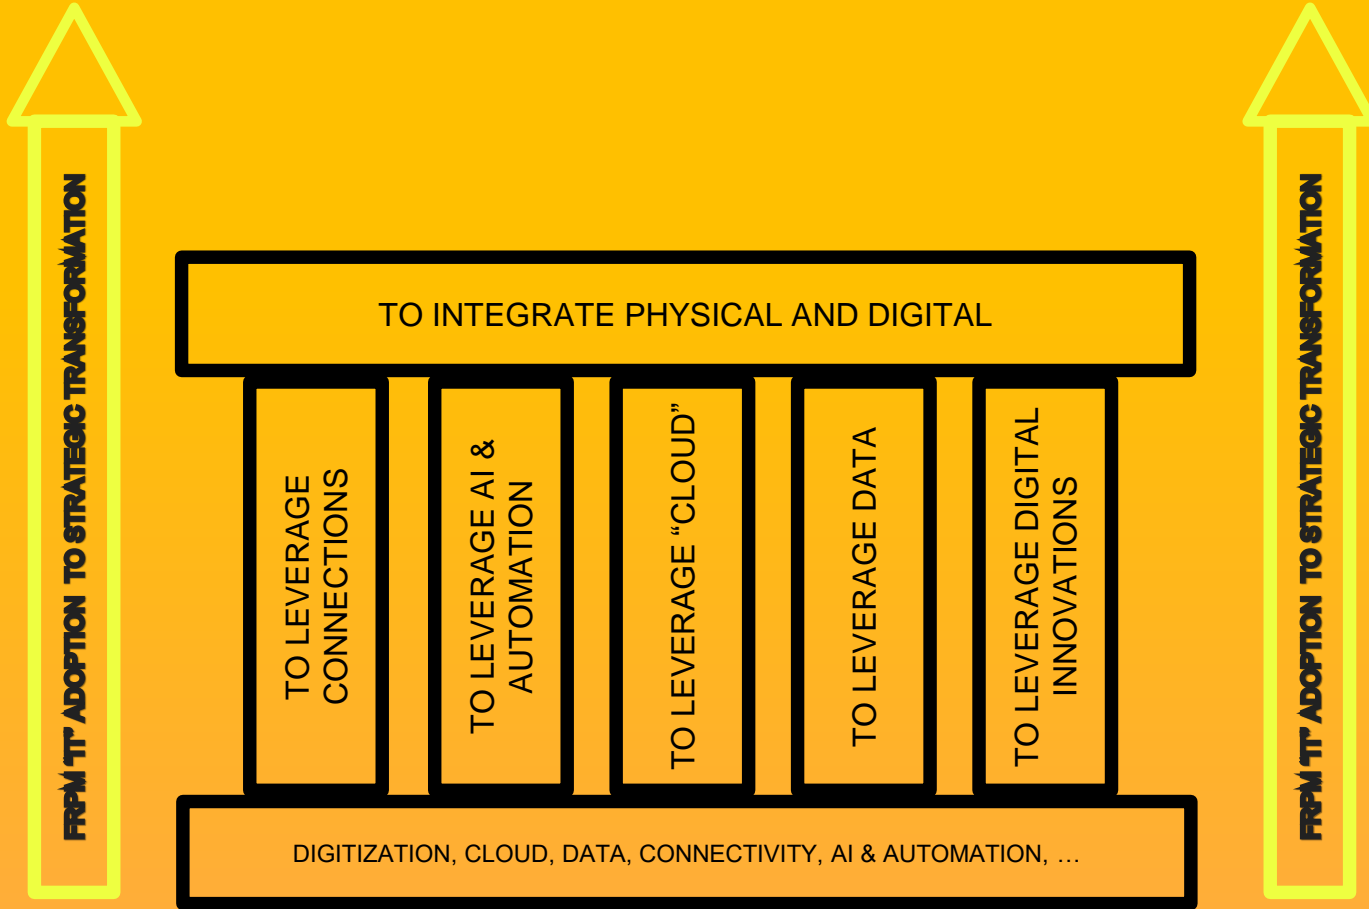 FRPM "IT" ADOPTION TO STRATEGIC TRANSFORMATION
TO INTEGRATE PHYSICAL AND DIGITAL
TO LEVERAGE
CONNECTIONS
TO LEVERAGE AI &
AUTOMATION
TO LEVERAGE “CLOUD”
TO LEVERAGE DATA
TO LEVERAGE DIGITAL
INNOVATIONS
DIGITIZATION, CLOUD, DATA, CONNECTIVITY, AI & AUTOMATION, …
FRPM "IT" ADOPTION TO STRATEGIC TRANSFORMATION